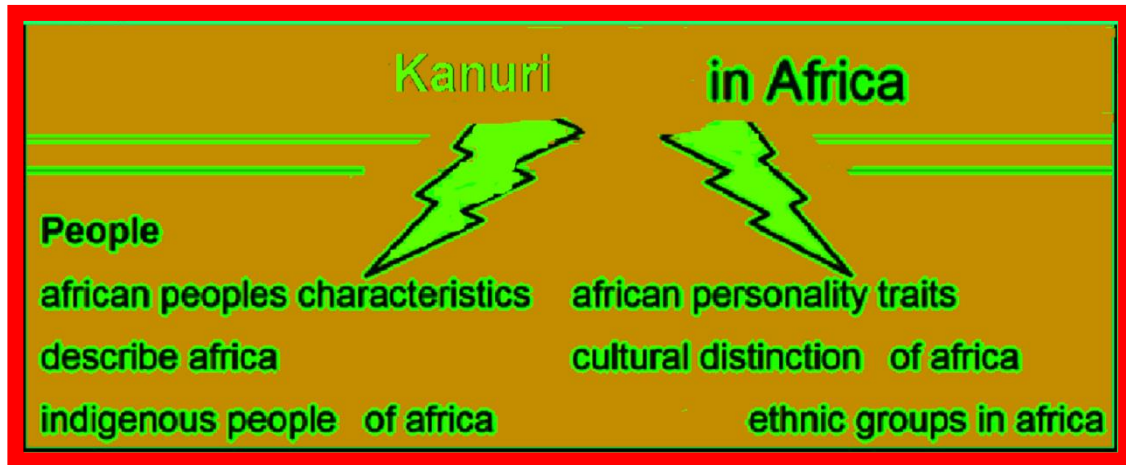 Kanuri in Africa
People
african peoples characteristics african personality traits
describe africa cultural distinction of africa
indigenous people of africa ethnic groups in africa